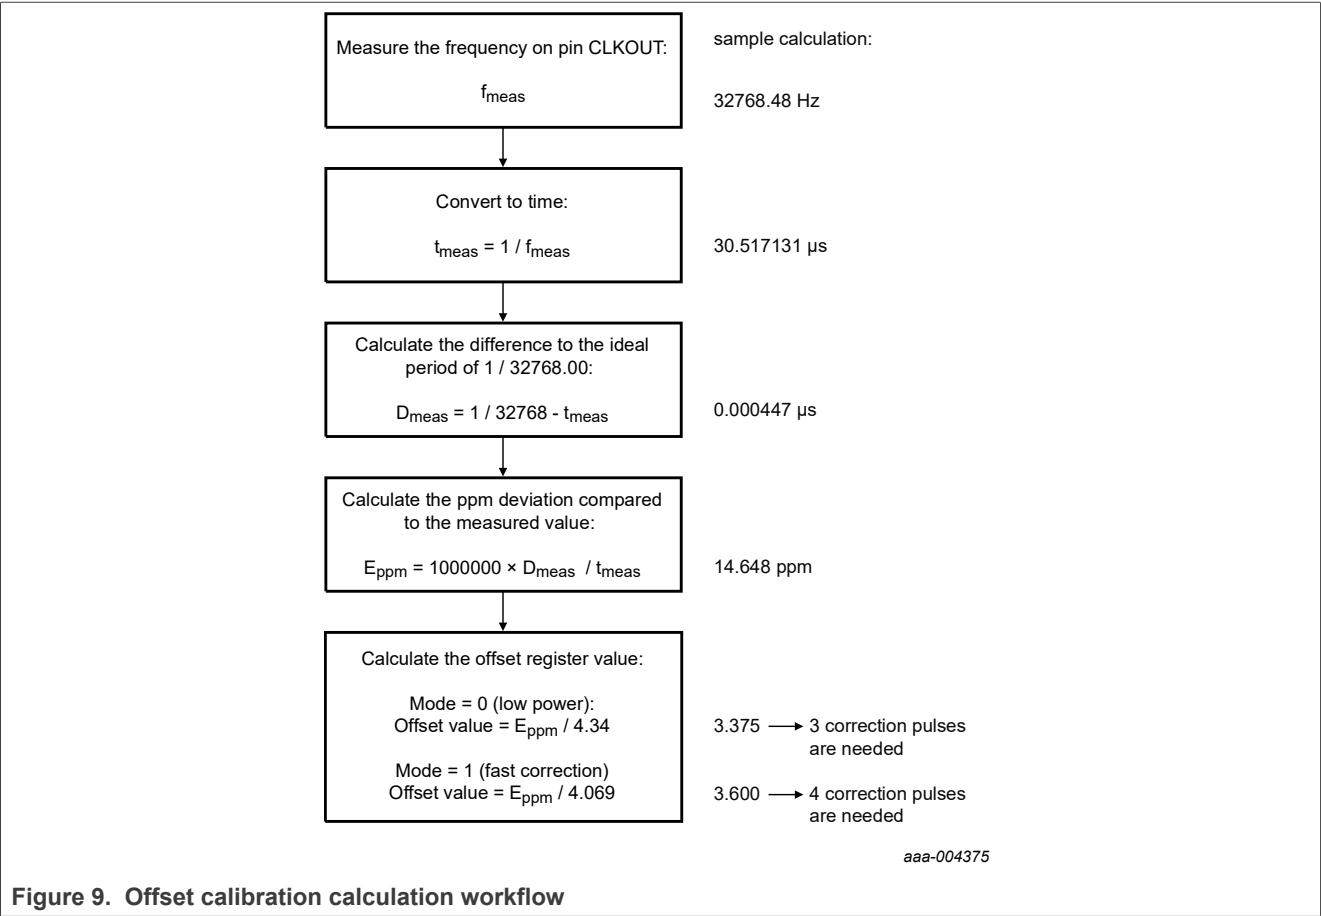 Measure the frequency on pin CLKOUT:
fmeas
sample calculation:
32768.48 Hz
Convert to time:
tmeas = 1 / fmeas
30.517131 μs
Calculate the difference to the ideal
period of 1 / 32768.00:
Dmeas = 1 / 32768 - tmeas
0.000447 μs
Calculate the ppm deviation compared
to the measured value:
Eppm = 1000000 × Dmeas / tmeas
14.648 ppm
Calculate the offset register value:
Mode = 0 (low power):
Offset value = Eppm / 4.34
3.375 → 3 correction pulses
are needed
Mode = 1 (fast correction)
Offset value = Eppm / 4.069
3.600 → 4 correction pulses
are needed
aaa-004375
Figure 9. Offset calibration calculation workflow